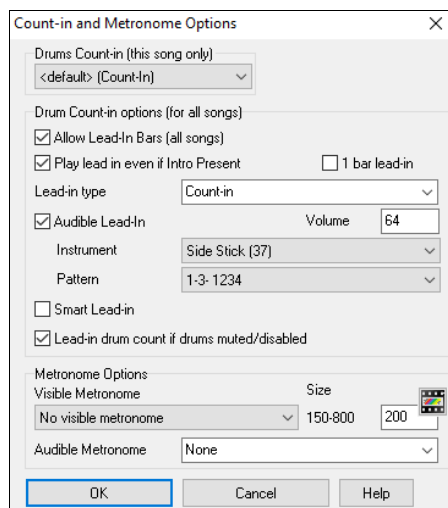 Count-in and Metronome Options
Drums Count-in (this song only)
<default> (Count-In)
Drum Count-in options (for all songs)
Allow Lead-In Bars (all songs)
Play lead in even if Intro Present
1 bar lead-in
Lead-in type
Count-in
Audible Lead-In
Volume
64
Instrument
Side Stick (37)
Pattern
1-3- 1234
Smart Lead-in
Lead-in drum count if drums muted/disabled
Metronome Options
Visible Metronome
Size
No visible metronome
150-800
200
Audible Metronome
None
OK
Cancel
Help